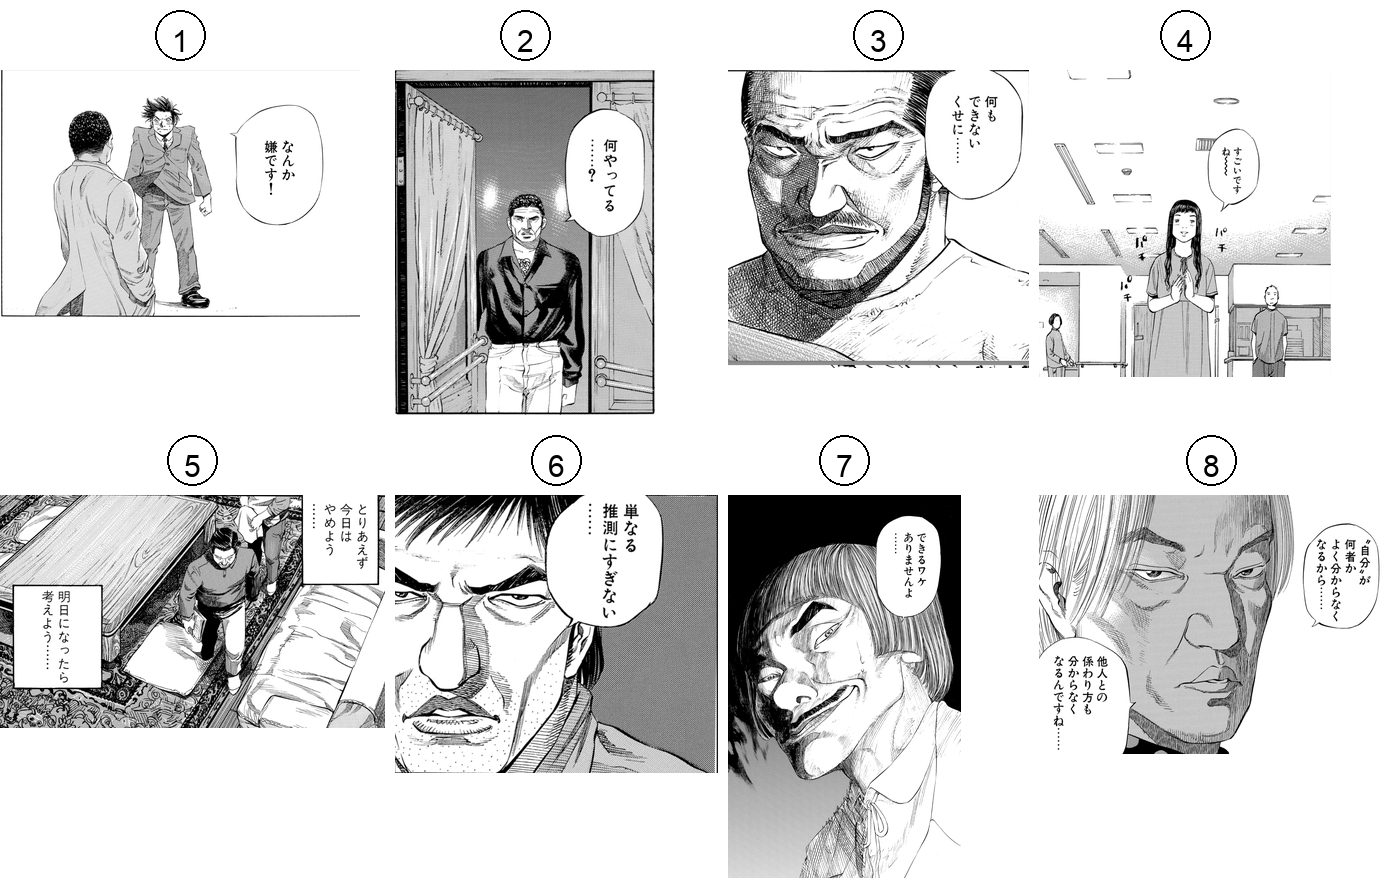 1
なんか
嫌です!
2
何やってる
……?
3
何も
できない
くせに……
4
すごいです
ね~~
パチ
パチ
パチ
5
とりあえず
今日は
やめよう
……
明日になったら
考えよう……
6
単なる
推測にすぎない
……
7
できるワケ
ありませんよ
……
8
"自分"が
何者か
よく分からなく
なるから……
他人との
係わり方も
分からなく
なるんですね……